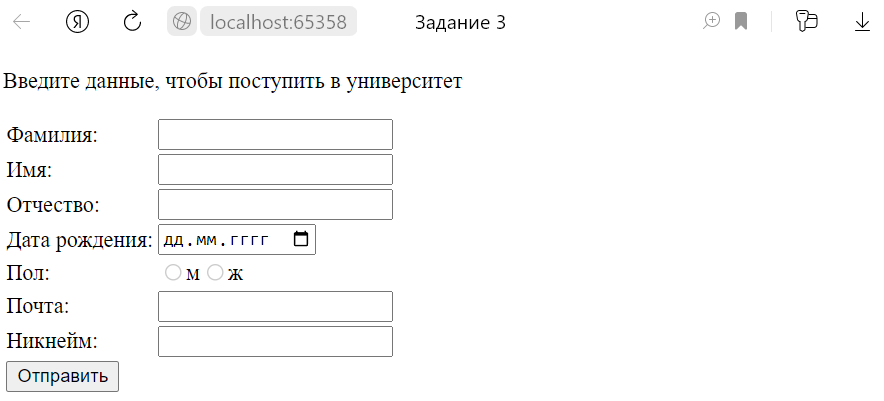 Я localhost:65358 Задание 3
Введите данные, чтобы поступить в университет
Фамилия:
Имя:
Отчество:
Дата рождения: дд.мм.гггг
Пол: м ж
Почта:
Никнейм:
Отправить